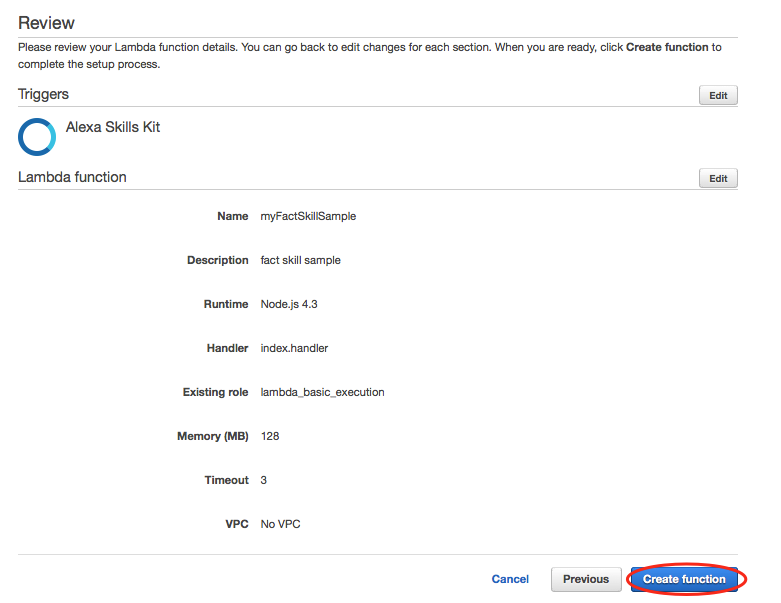 Review
Please review your Lambda function details. You can go back to edit changes for each section. When you are ready, click Create function to
complete the setup process.
Triggers Edit
Alexa Skills Kit
Lambda function Edit
Name myFactSkillSample
Description fact skill sample
Runtime Node.js 4.3
Handler index.handler
Existing role lambda_basic_execution
Memory (MB) 128
Timeout 3
VPC No VPC
Cancel Previous Create function